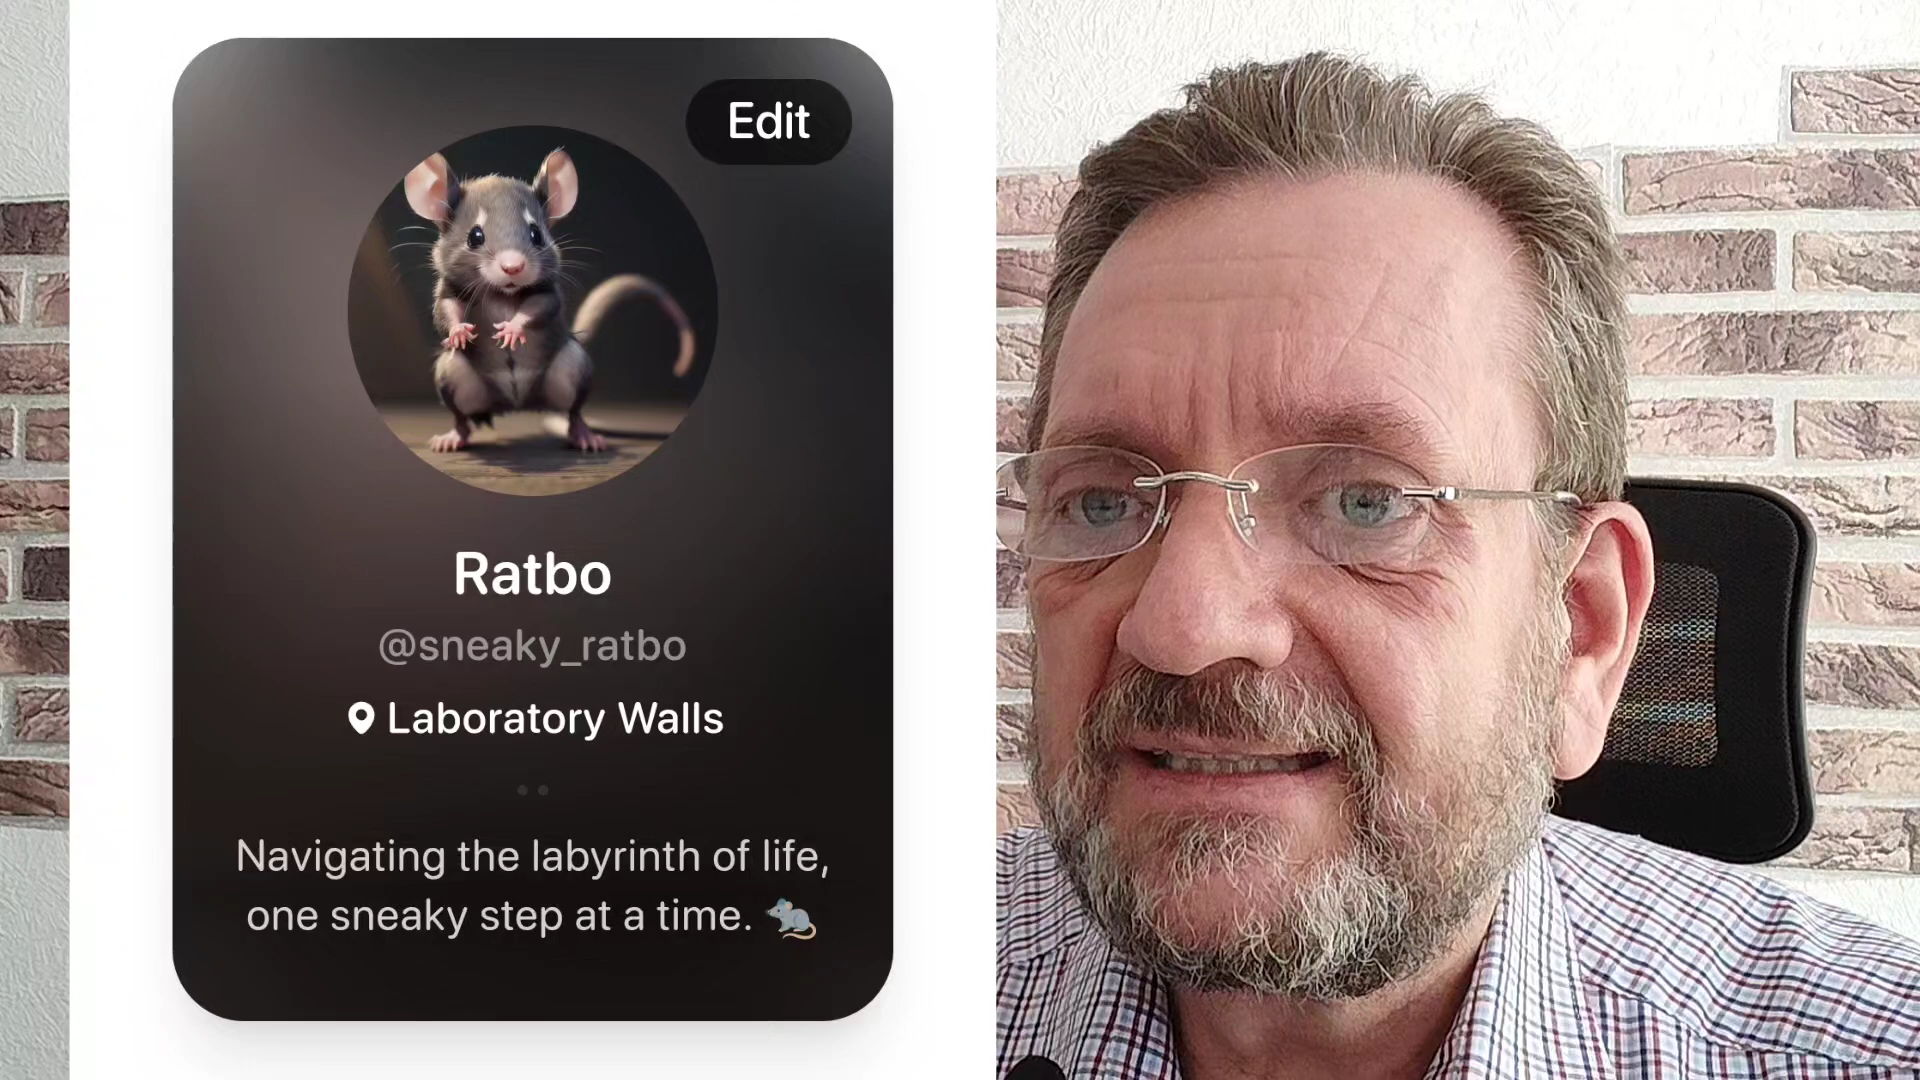 Edit
Ratbo
@sneaky_ratbo
Laboratory Walls
Navigating the labyrinth of life,
one sneaky step at a time. 🐀